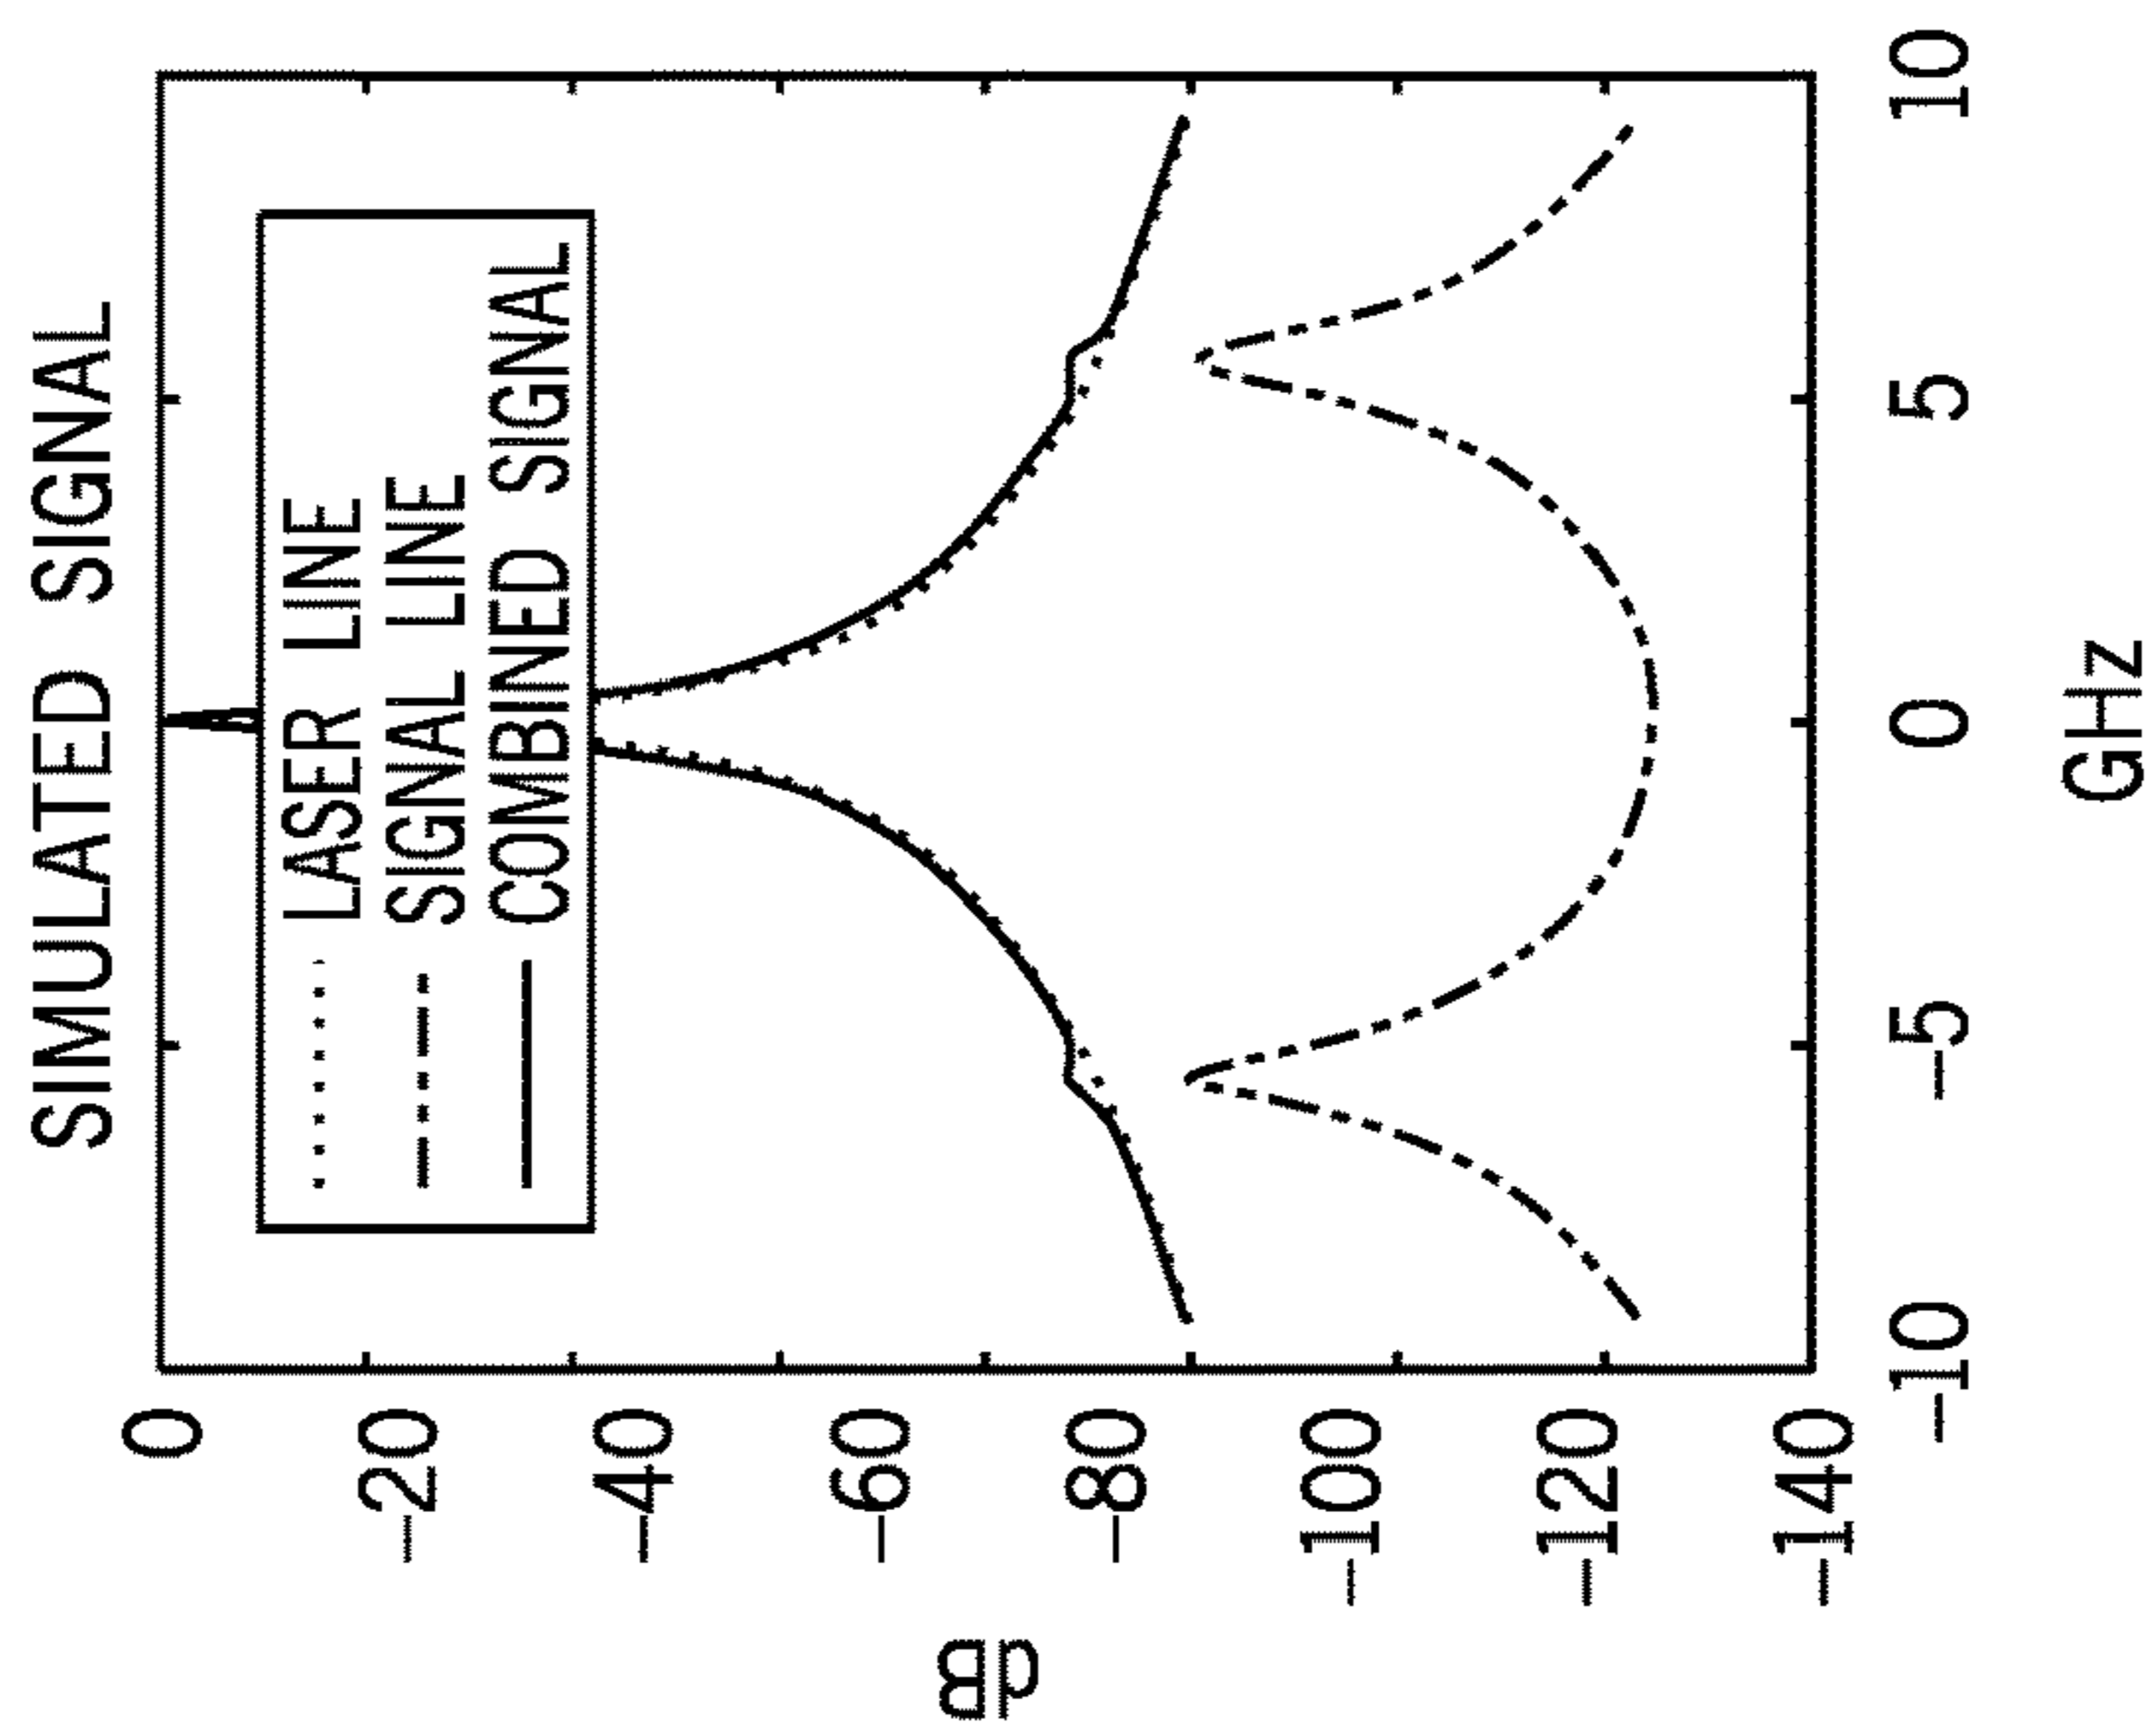 SIMULATED SIGNAL
LASER LINE
SIGNAL LINE
COMBINED SIGNAL
0
-20
-40
-60
-80
-100
-120
-140
dB
-10
-5
0
5
10
GHz